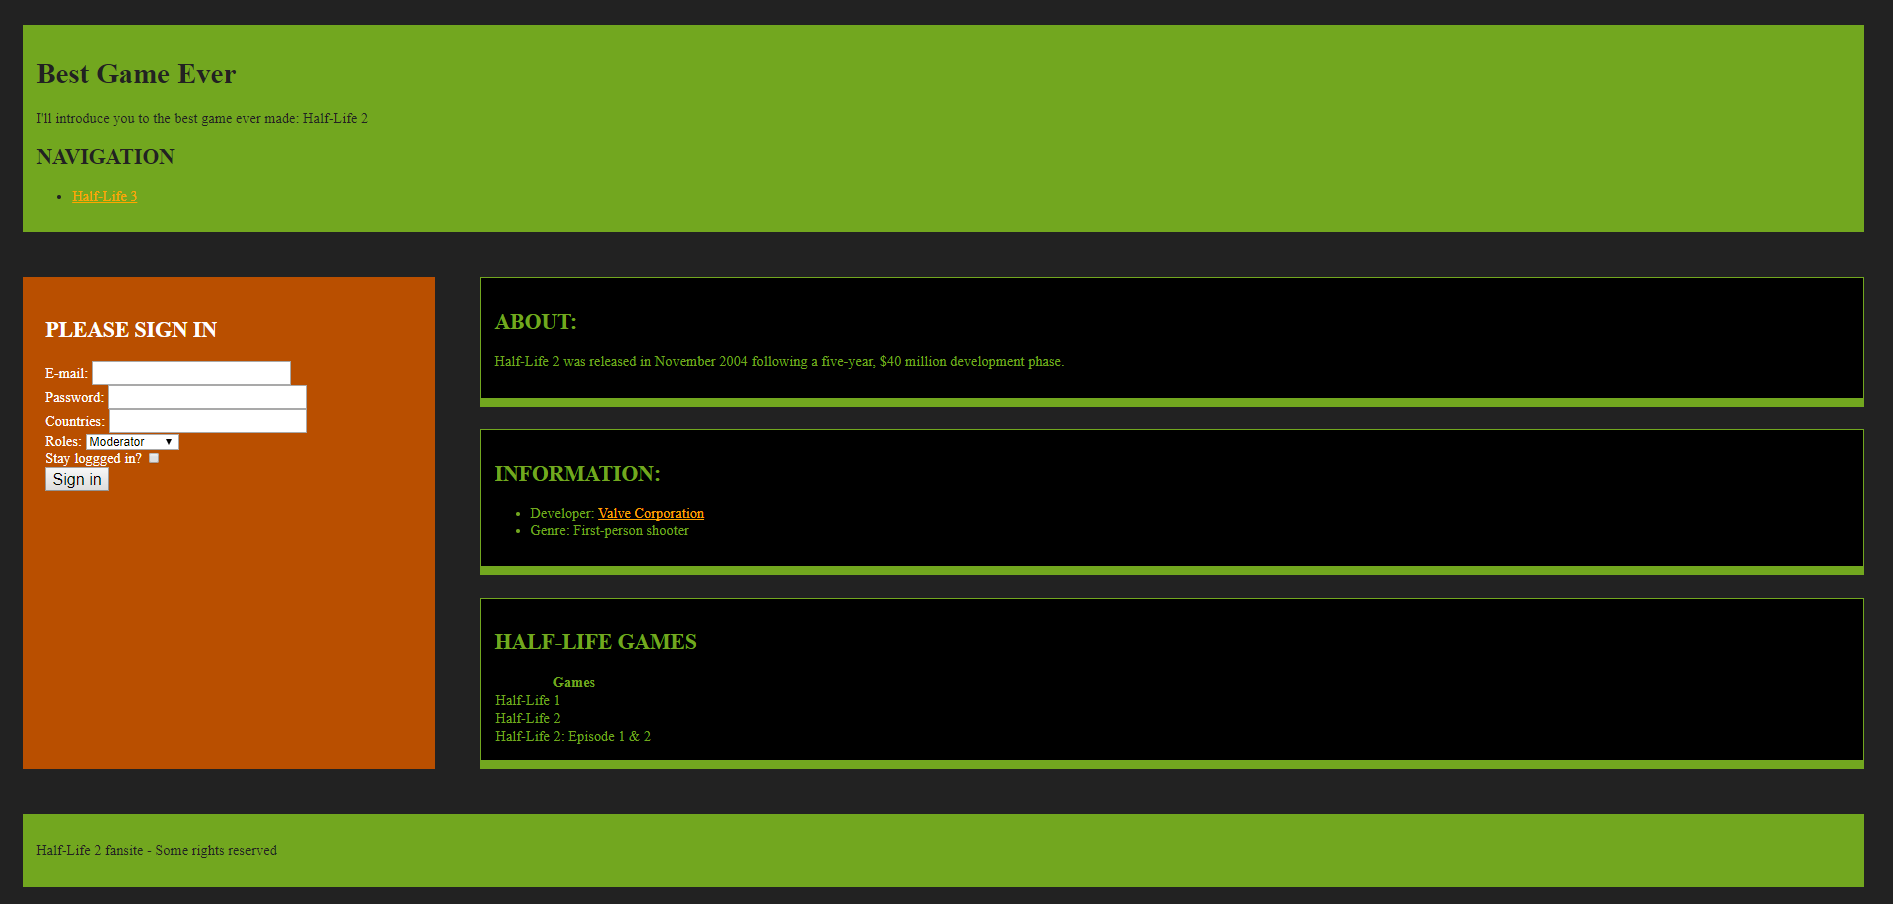 Best Game Ever
I'll introduce you to the best game ever made: Half-Life 2
NAVIGATION
Half-Life 3
PLEASE SIGN IN
E-mail:
Password:
Countries:
Roles: Moderator
Stay loggged in?
Sign in
ABOUT:
Half-Life 2 was released in November 2004 following a five-year, $40 million development phase.
INFORMATION:
Developer: Valve Corporation
Genre: First-person shooter
HALF-LIFE GAMES
Games
Half-Life 1
Half-Life 2
Half-Life 2: Episode 1 & 2
Half-Life 2 fansite - Some rights reserved